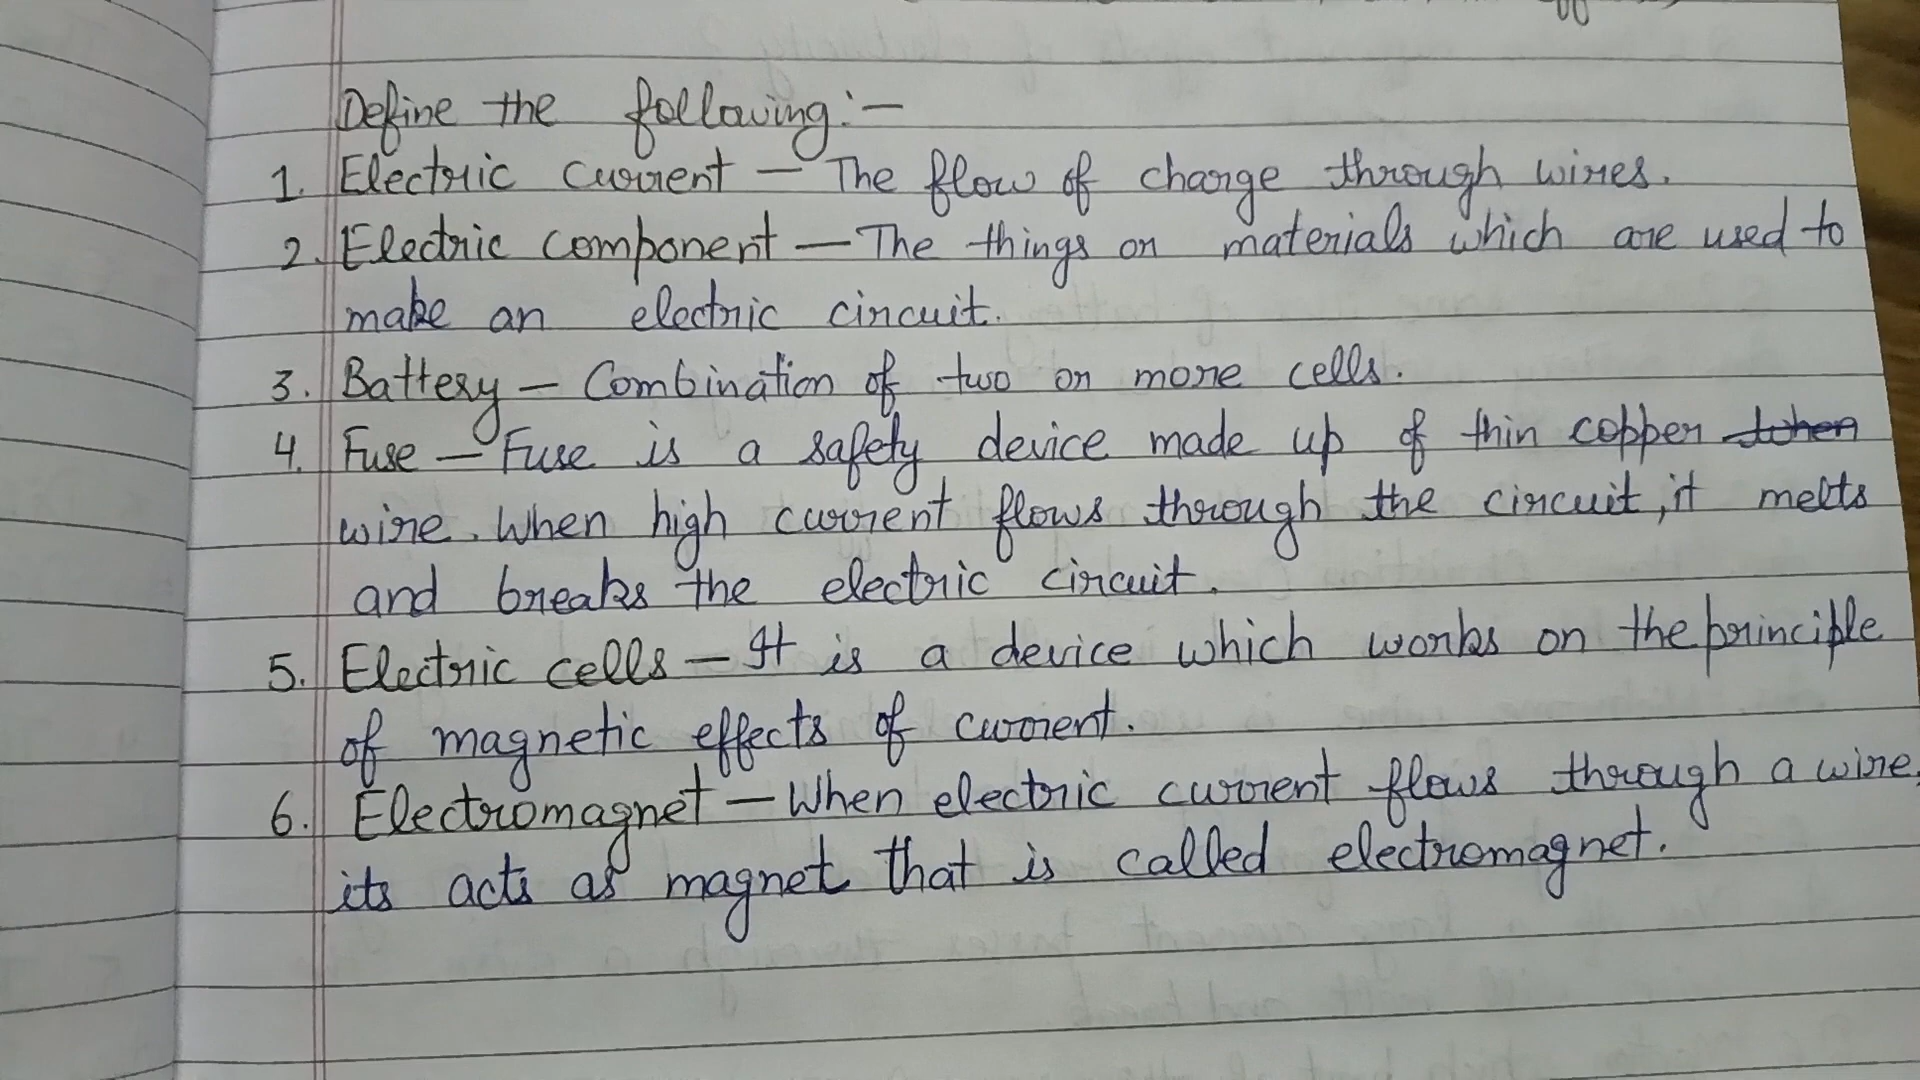 Define the following:-
1. Electric current - The flow of charge through wires.
2. Electric component - The things or materials which are used to
make an electric circuit.
3. Battery - Combination of two or more cells.
4. Fuse - Fuse is a safety device made up of thin copper
wire. When high current flows through the circuit, it melts
and breaks the electric circuit.
5. Electric cells - It is a device which works on the principle
of magnetic effects of current.
6. Electromagnet - When electric current flows through a wire,
its acts as magnet that is called electromagnet.